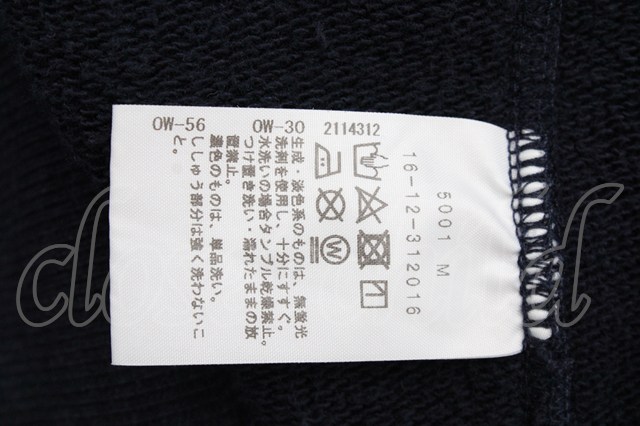 5001 M
16-12-312016
2114312
W
OW-30
生成・淡色系のものは、無蛍光
洗剤を使用し、十分にすすぐ。
水洗いの場合タンブル乾燥禁止。
つけ置き洗い・濡れたままの放
置禁止。
OW-56
濃色のものは、単品洗い。
ししゅう部分は強く洗わないこ
と。